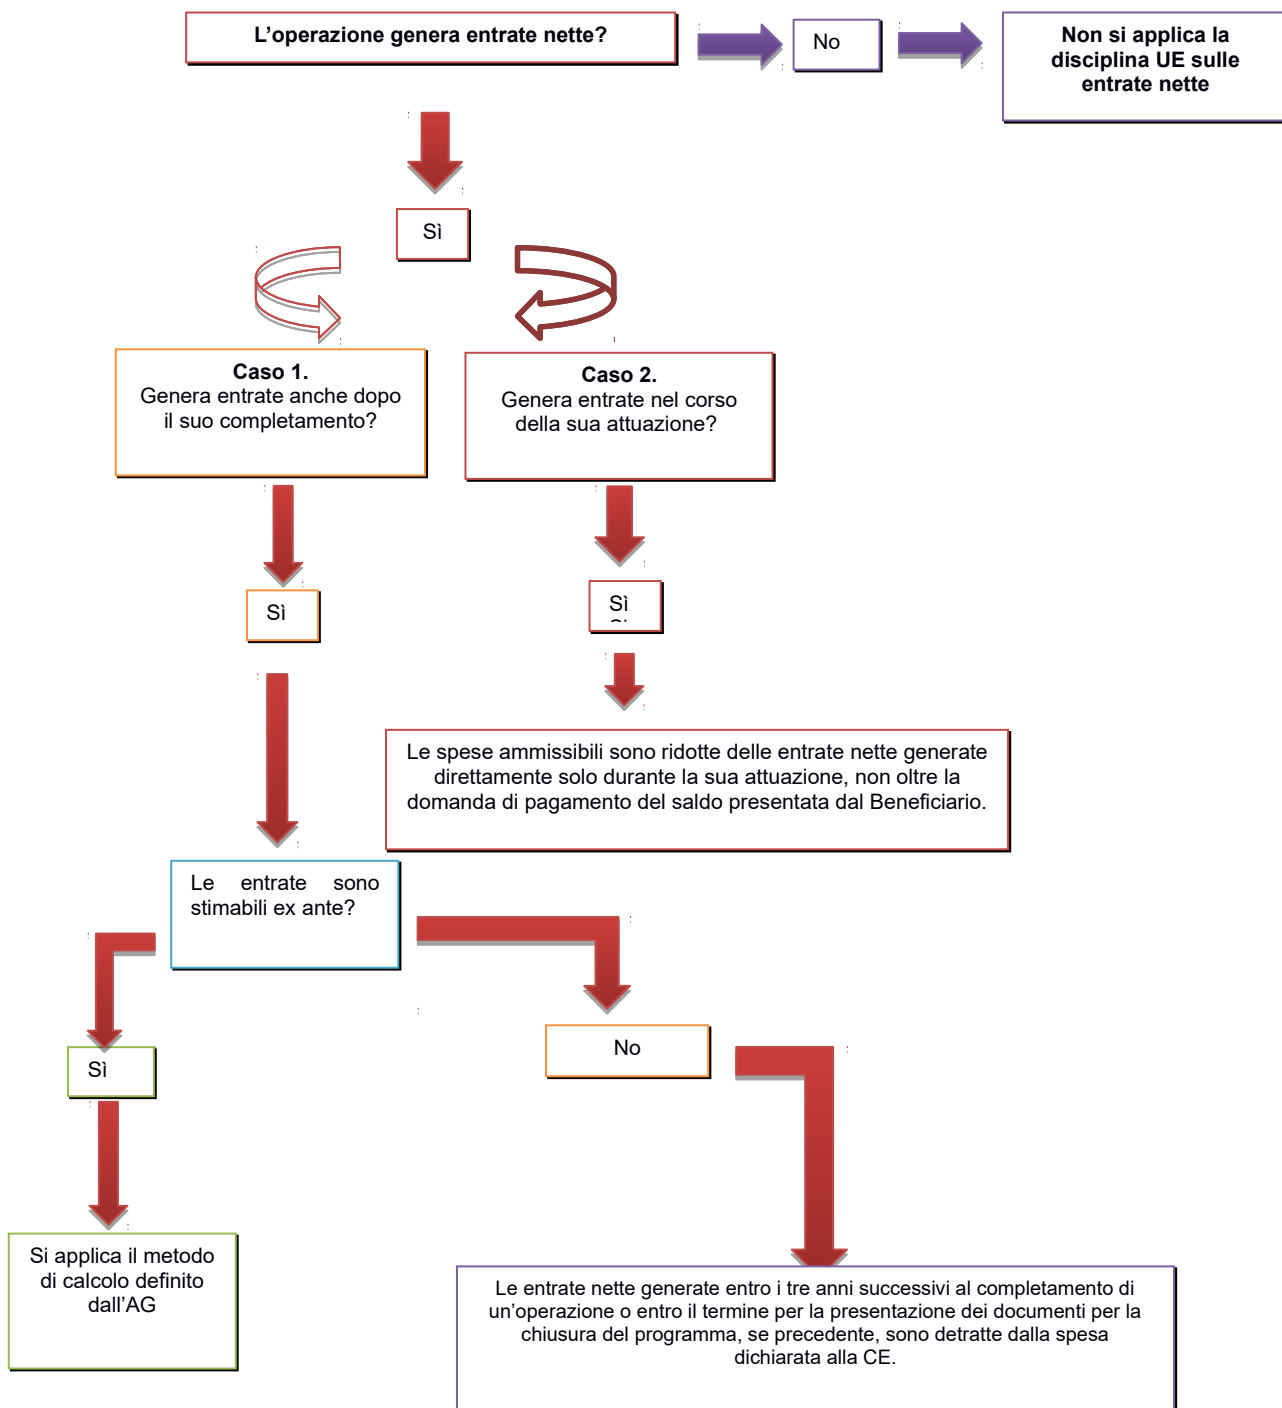 L'operazione genera entrate nette?
No
Non si applica la
disciplina UE sulle
entrate nette
Sì
Caso 1.
Genera entrate anche dopo
il suo completamento?
Caso 2.
Genera entrate nel corso
della sua attuazione?
Sì
Sì
Le spese ammissibili sono ridotte delle entrate nette generate
direttamente solo durante la sua attuazione, non oltre la
domanda di pagamento del saldo presentata dal Beneficiario.
Le entrate sono
stimabili ex ante?
Sì
No
Si applica il metodo
di calcolo definito
dall'AG
Le entrate nette generate entro i tre anni successivi al completamento di
un'operazione o entro il termine per la presentazione dei documenti per la
chiusura del programma, se precedente, sono detratte dalla spesa
dichiarata alla CE.